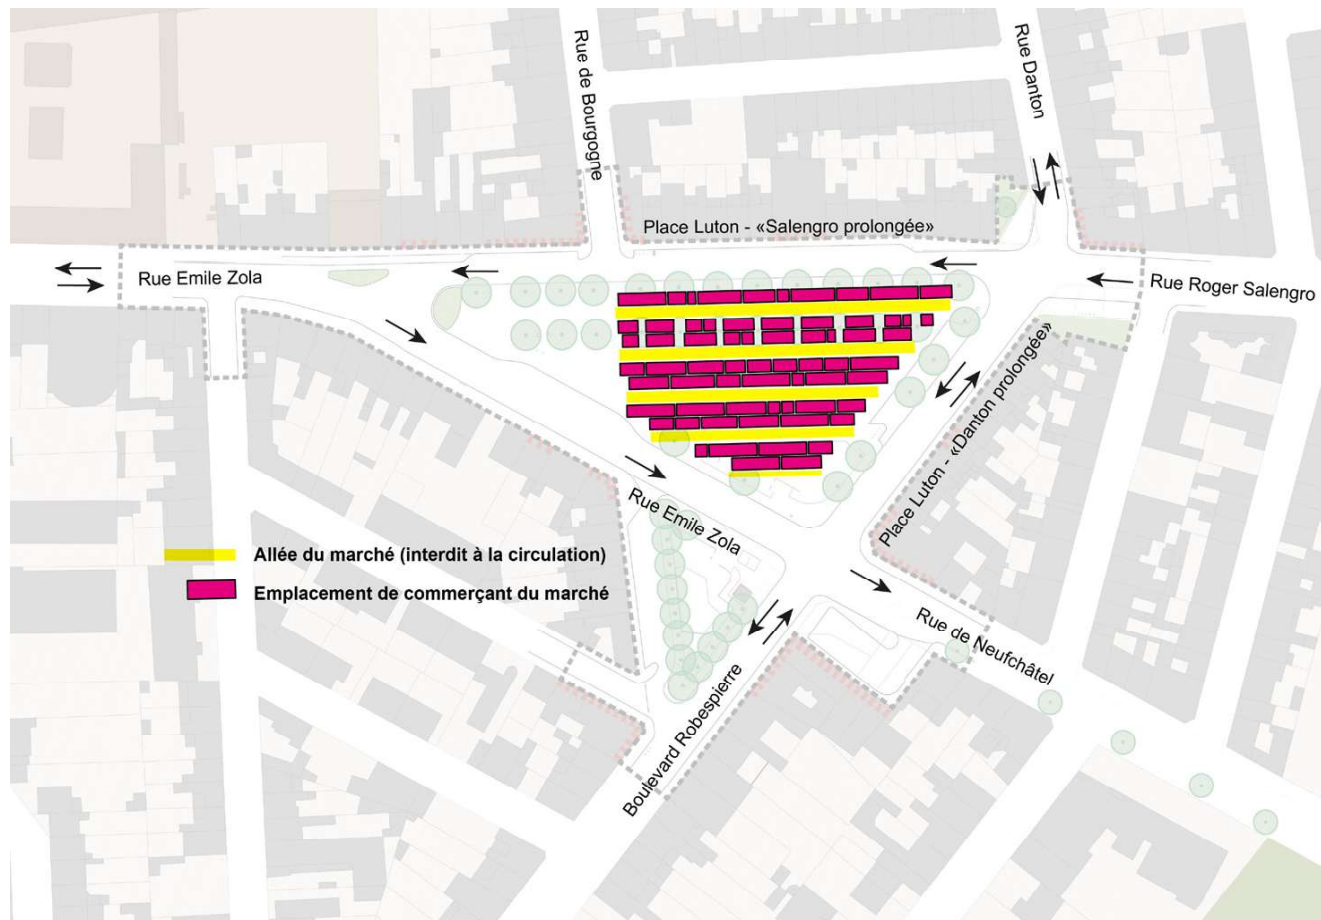 Rue de Bourgogne
Rue Danton
Place Luton - «Salengro prolongée»
Rue Emile Zola
Rue Roger Salengro
Place Luton - «Danton prolongée»
Rue Emile Zola
Allée du marché (interdit à la circulation)
Emplacement de commerçant du marché
Rue de Neufchâtel
Boulevard Robespierre